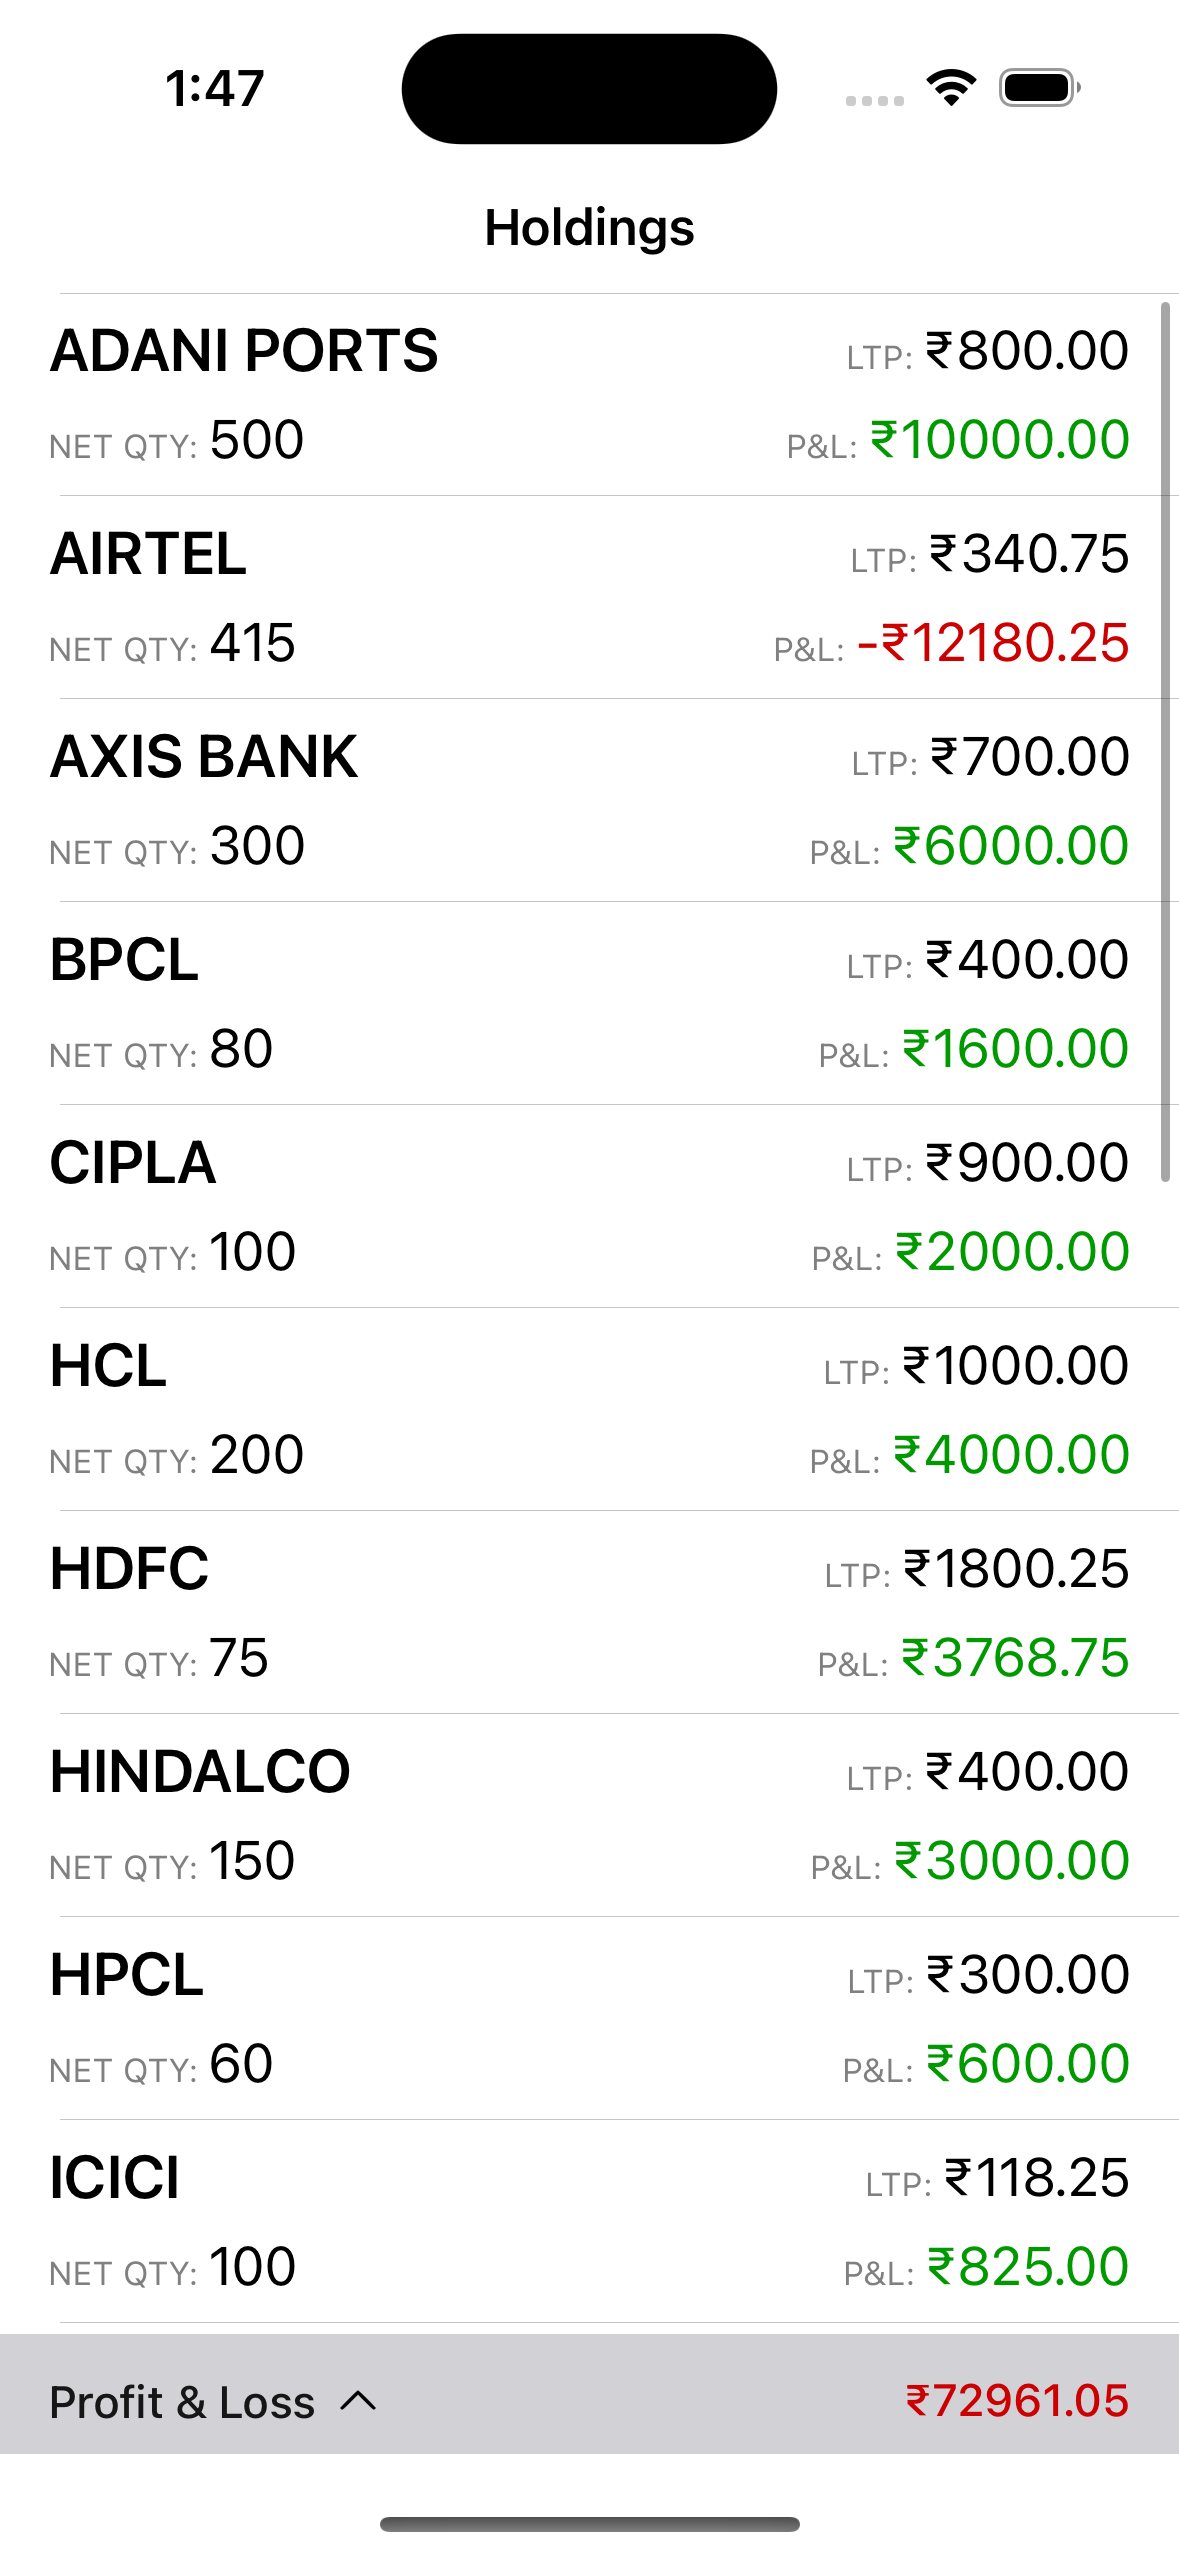 1:47
Holdings
ADANI PORTS LTP: ₹800.00
NET QTY: 500 P&L: ₹10000.00
AIRTEL LTP: ₹340.75
NET QTY: 415 P&L: -₹12180.25
AXIS BANK LTP: ₹700.00
NET QTY: 300 P&L: ₹6000.00
BPCL LTP: ₹400.00
NET QTY: 80 P&L: ₹1600.00
CIPLA LTP: ₹900.00
NET QTY: 100 P&L: ₹2000.00
HCL LTP: ₹1000.00
NET QTY: 200 P&L: ₹4000.00
HDFC LTP: ₹1800.25
NET QTY: 75 P&L: ₹3768.75
HINDALCO LTP: ₹400.00
NET QTY: 150 P&L: ₹3000.00
HPCL LTP: ₹300.00
NET QTY: 60 P&L: ₹600.00
ICICI LTP: ₹118.25
NET QTY: 100 P&L: ₹825.00
Profit & Loss ₹72961.05